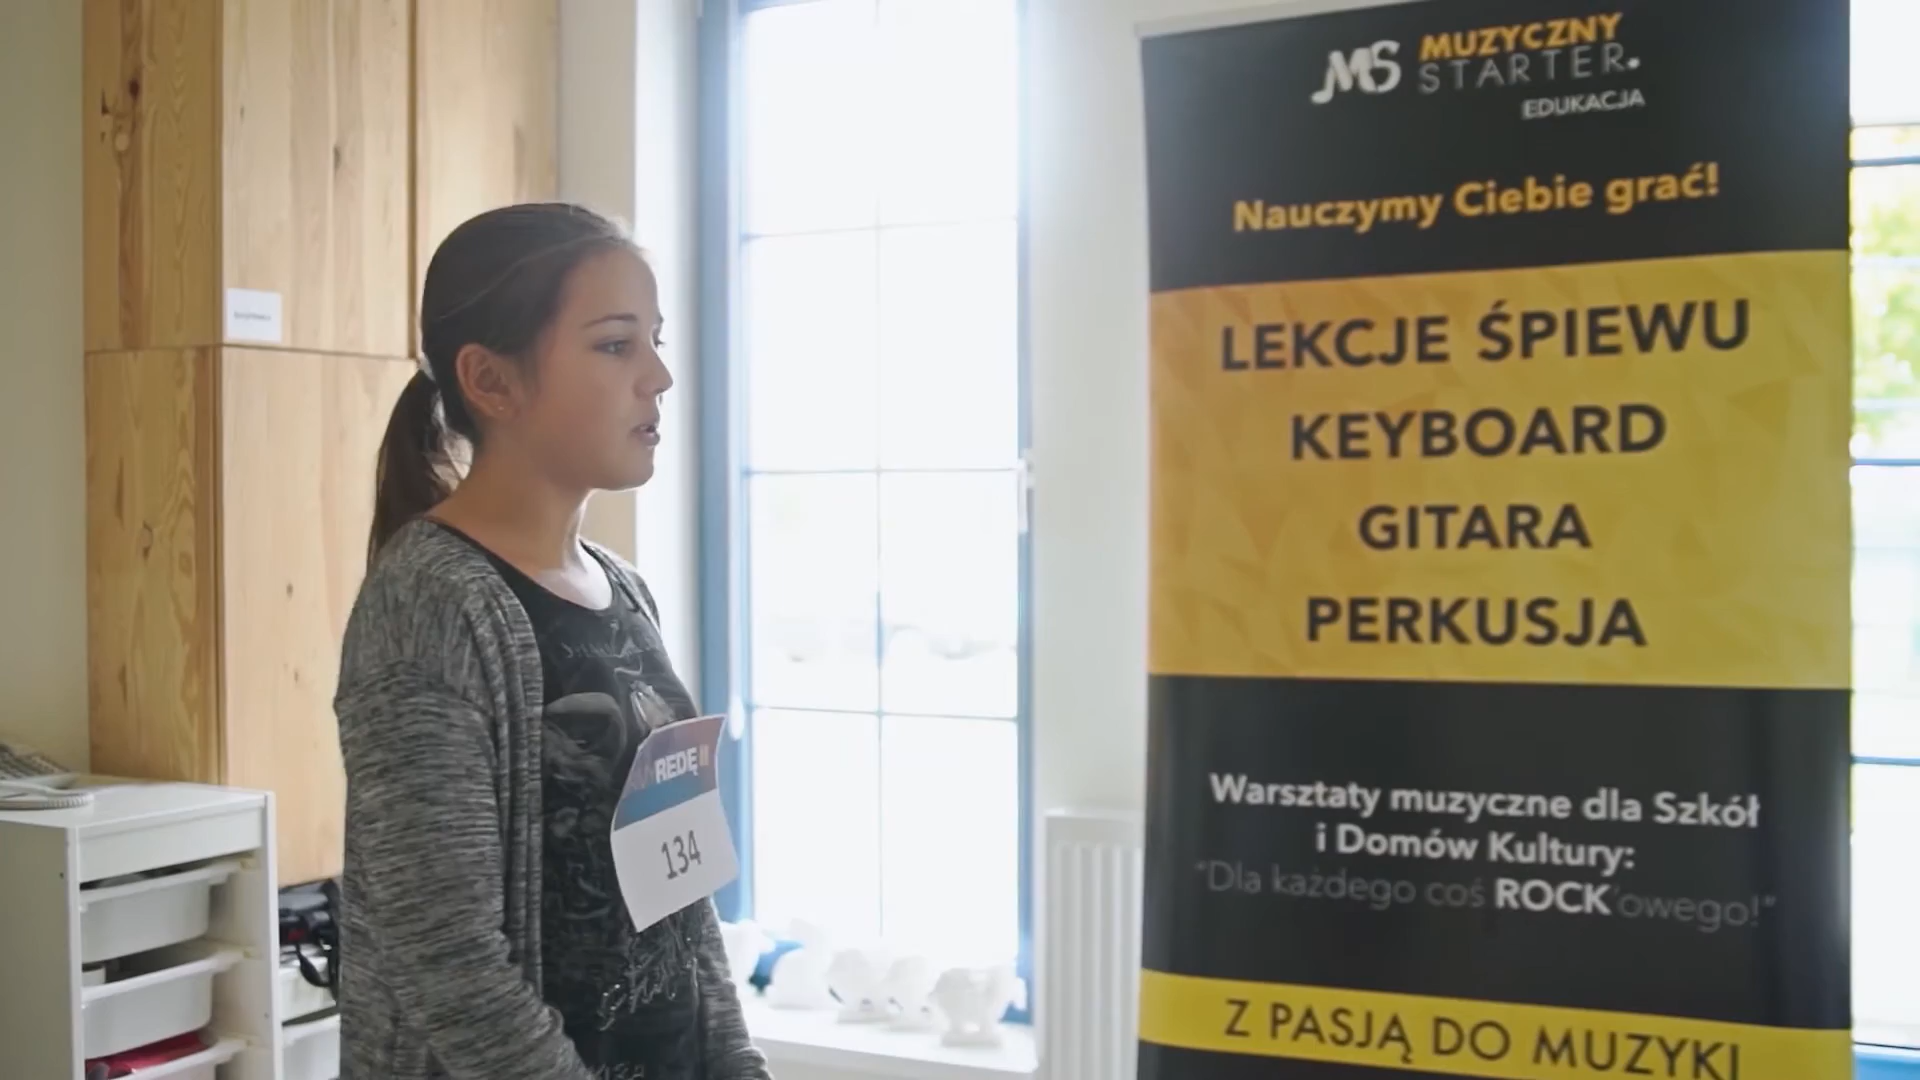 MS MUZYCZNY
STARTER.
EDUKACJA
Nauczymy Ciebie grać!
LEKCJE ŚPIEWU
KEYBOARD
GITARA
PERKUSJA
Warsztaty muzyczne dla Szkół
i Domów Kultury:
"Dla każdego coś ROCK'owego!"
Z PASJĄ DO MUZYKI
REDĘ
134